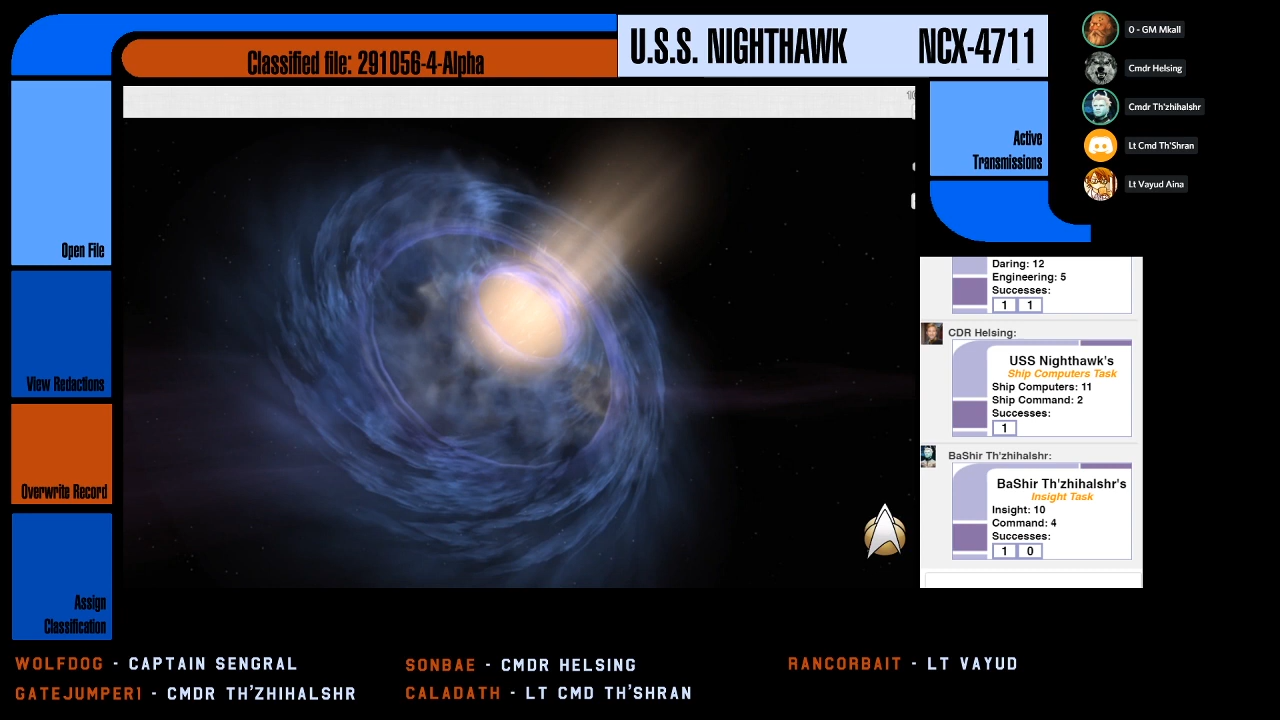 Classified file: 291056-4-Alpha
U.S.S. NIGHTHAWK NCX-4711
Open File
View Redactions
Overwrite Record
Assign
Classification
Active
Transmissions
0 - GM Mkall
Cmdr Helsing
Cmdr Th'zhihalshr
Lt Cmd Th'Shran
Lt Vayud Aina
Daring: 12
Engineering: 5
Successes:
1 1
CDR Helsing:
USS Nighthawk's
Ship Computers Task
Ship Computers: 11
Ship Command: 2
Successes:
1
BaShir Th'zhihalshr:
BaShir Th'zhihalshr's
Insight Task
Insight: 10
Command: 4
Successes:
1 0
WOLFDOG - CAPTAIN SENGRAL
SONBAE - CMDR HELSING
RANCORBAIT - LT VAYUD
GATEJUMPER1 - CMDR TH'ZHIHALSHR
CALADATH - LT CMD TH'SHRAN